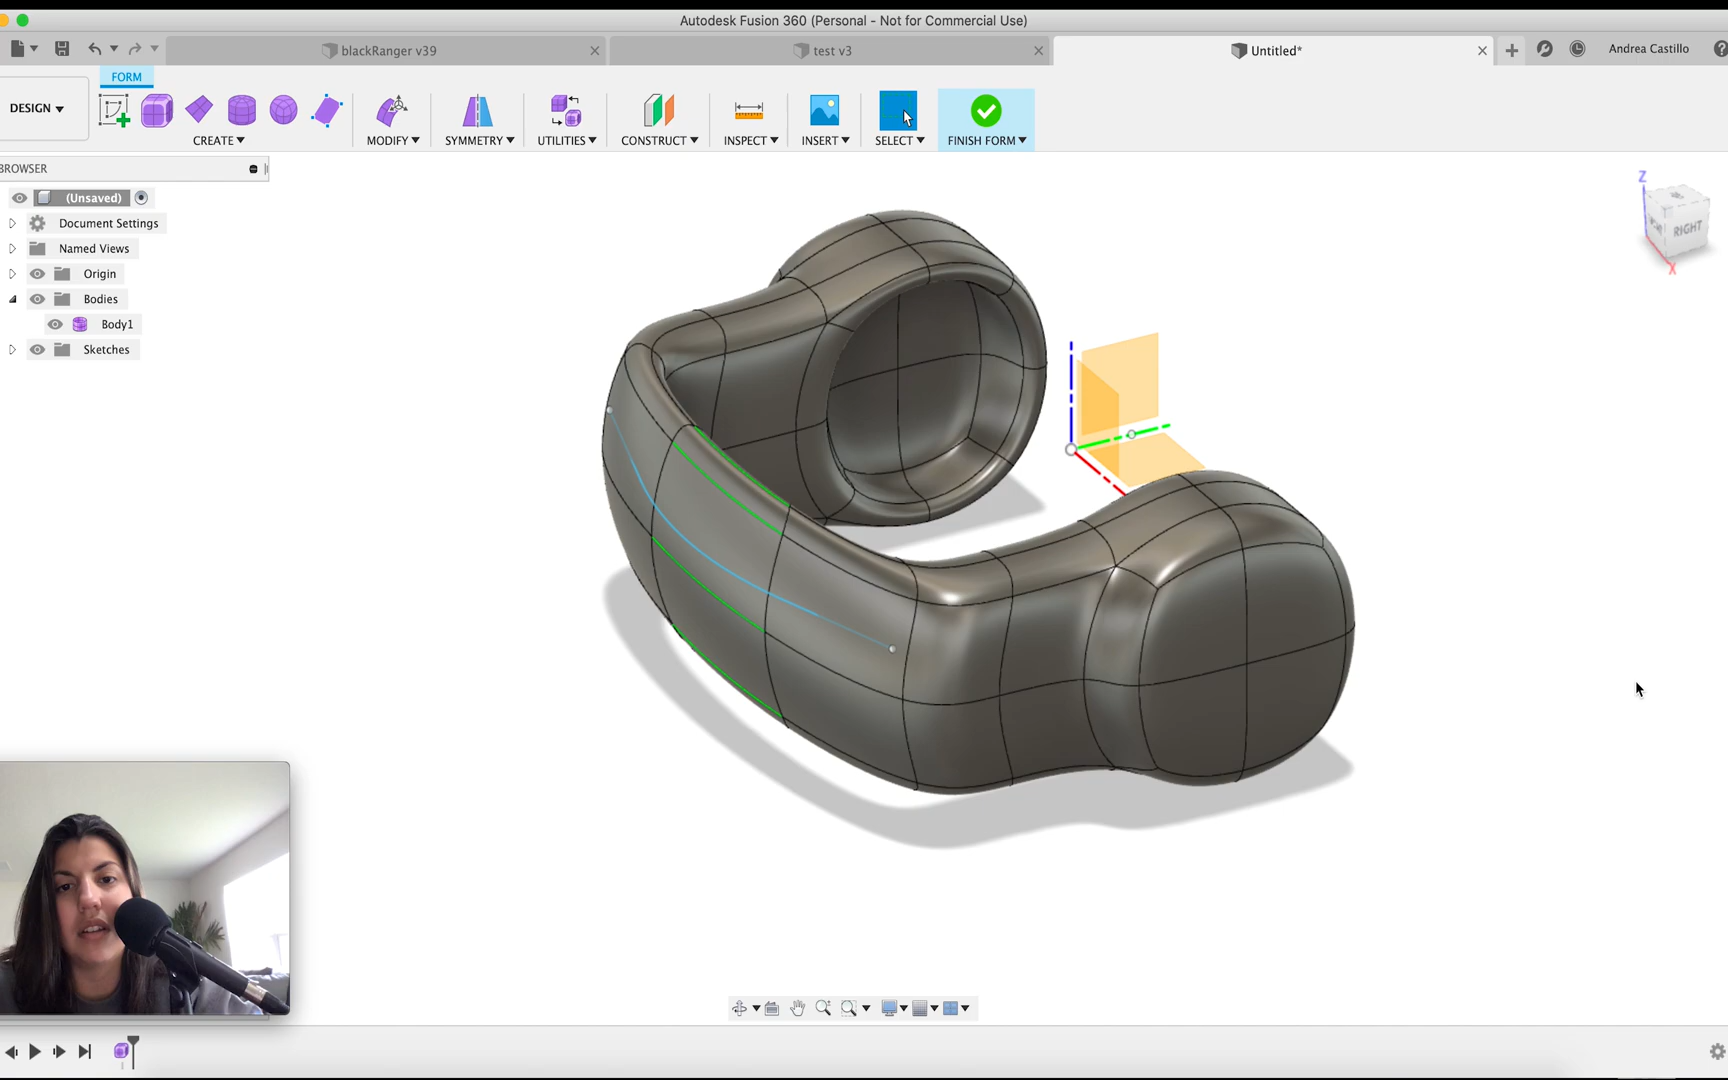 Autodesk Fusion 360 (Personal - Not for Commercial Use)
blackRanger v39
test v3
Untitled*
Andrea Castillo
FORM
DESIGN
CREATE
MODIFY
SYMMETRY
UTILITIES
CONSTRUCT
INSPECT
INSERT
SELECT
FINISH FORM
BROWSER
(Unsaved)
Document Settings
Named Views
Origin
Bodies
Body1
Sketches
Z
RIGHT
X